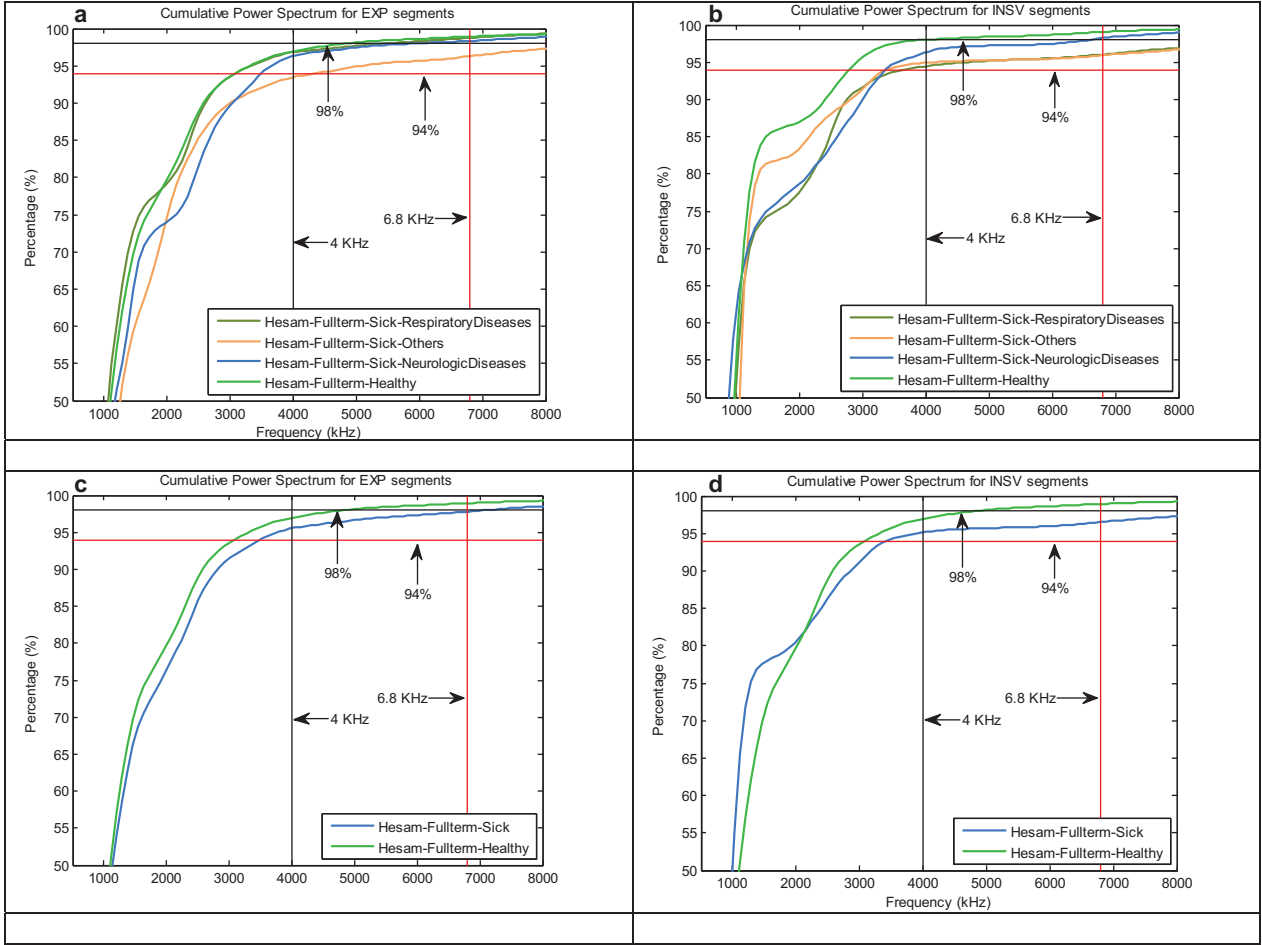 a
Cumulative Power Spectrum for EXP segments
100
95
90
85
80
75
70
65
60
55
50
Percentage (%)
98%
94%
6.8 KHz
4 KHz
Hesam-Fullterm-Sick-RespiratoryDiseases
Hesam-Fullterm-Sick-Others
Hesam-Fullterm-Sick-NeurologicDiseases
Hesam-Fullterm-Healthy
1000 2000 3000 4000 5000 6000 7000 8000
Frequency (kHz)
b
Cumulative Power Spectrum for INSV segments
100
95
90
85
80
75
70
65
60
55
50
Percentage (%)
98%
94%
6.8 KHz
4 KHz
Hesam-Fullterm-Sick-RespiratoryDiseases
Hesam-Fullterm-Sick-Others
Hesam-Fullterm-Sick-NeurologicDiseases
Hesam-Fullterm-Healthy
1000 2000 3000 4000 5000 6000 7000 8000
c
Cumulative Power Spectrum for EXP segments
100
95
90
85
80
75
70
65
60
55
50
Percentage (%)
98%
94%
6.8 KHz
4 KHz
Hesam-Fullterm-Sick
Hesam-Fullterm-Healthy
1000 2000 3000 4000 5000 6000 7000 8000
d
Cumulative Power Spectrum for INSV segments
100
95
90
85
80
75
70
65
60
55
50
Percentage (%)
98%
94%
6.8 KHz
4 KHz
Hesam-Fullterm-Sick
Hesam-Fullterm-Healthy
1000 2000 3000 4000 5000 6000 7000 8000
Frequency (kHz)